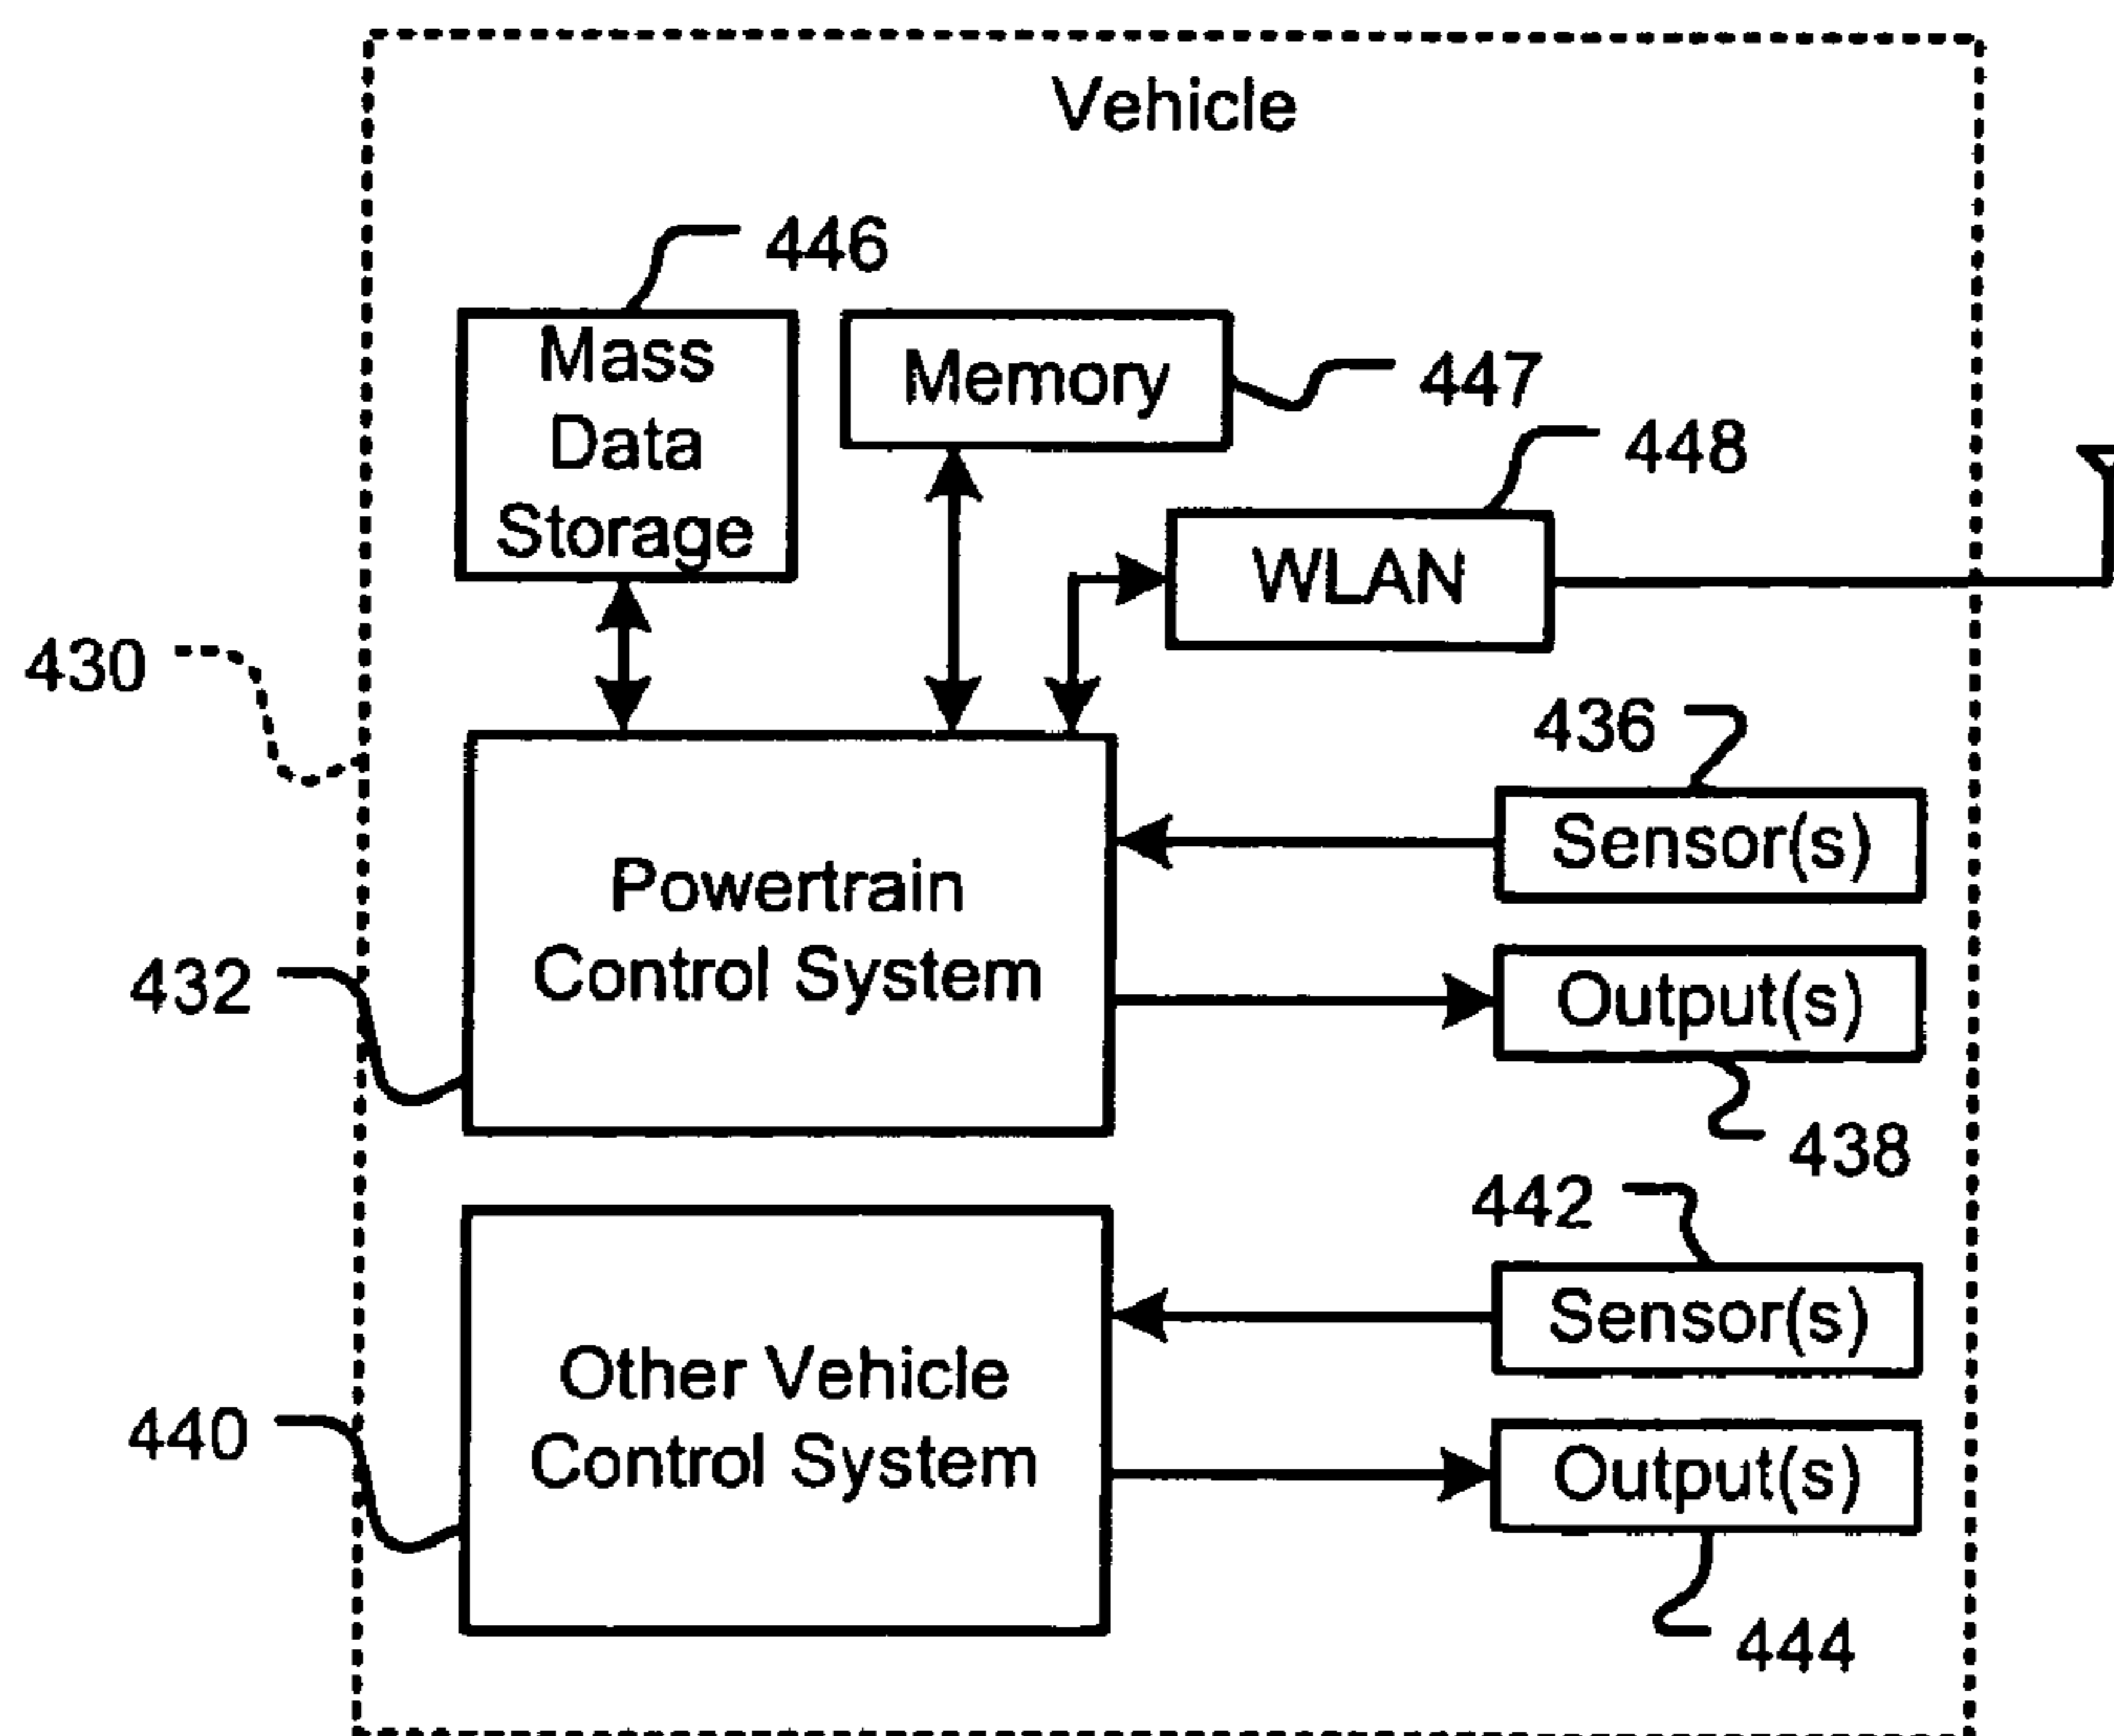 Vehicle
446
Mass
Data
Storage
Memory
447
448
WLAN
430
436
Sensor(s)
Powertrain
Control System
432
Output(s)
438
442
Sensor(s)
Other Vehicle
Control System
440
Output(s)
444